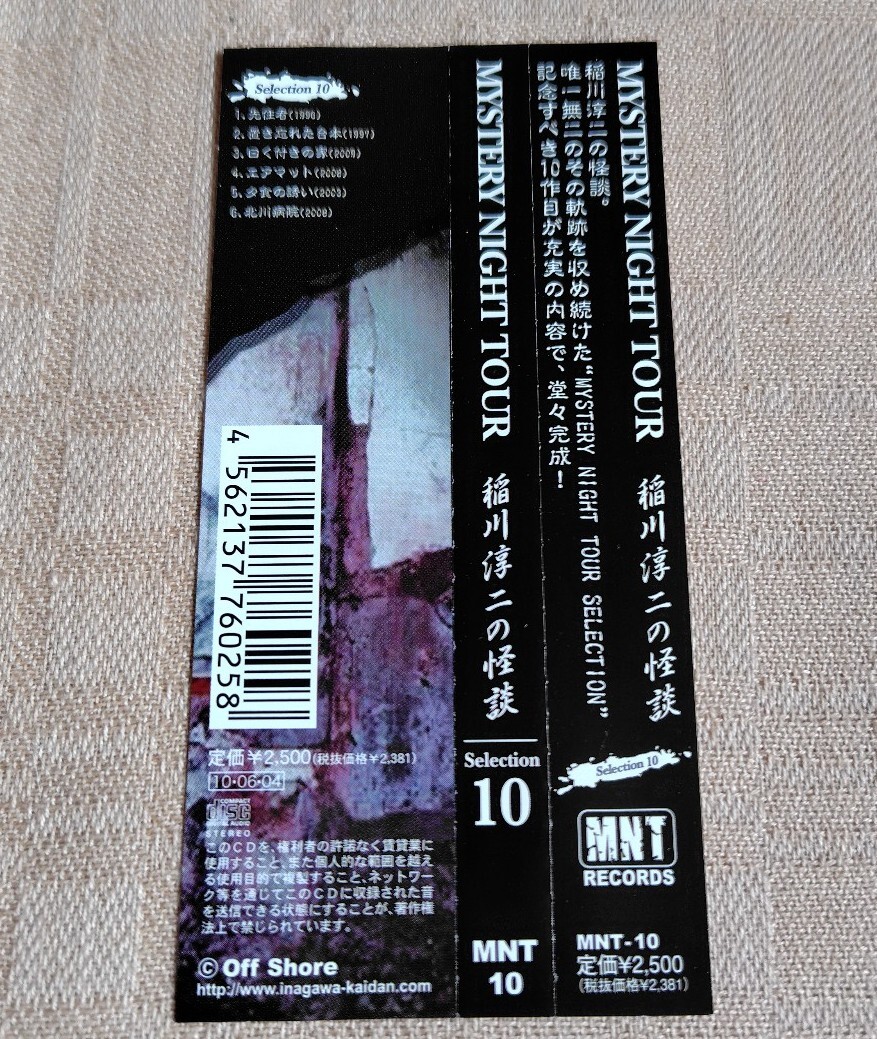 Selection 10
1、先住者(1996)
2、置き忘れた台本(1997)
3、曰く付きの家(2009)
4、エアマット(2009)
5、夕食の誘い(2003)
6、北川病院(2009)
4 562137 760258
定価¥2,500(税抜価格¥2,381)
10・06・04
COMPACT
disc
DIGITAL AUDIO
STEREO
このCDを、権利者の許諾なく賃貸業に
使用すること、また個人的な範囲を越え
る使用目的で複製すること、ネットワー
ク等を通じてこのCDに収録された音
を送信できる状態にすることが、著作権
法上で禁じられています。
© Off Shore
http://www.inagawa-kaidan.com
MYSTERY NIGHT TOUR 稲川淳二の怪談
Selection
10
MNT
10
MYSTERY NIGHT TOUR 稲川淳二の怪談
稲川淳二の怪談。
唯一無二のその軌跡を収め続けた“MYSTERY NIGHT TOUR SELECTION”
記念すべき10作目が充実の内容で、堂々完成！
Selection 10
MNT
RECORDS
MNT-10
定価¥2,500
(税抜価格¥2,381)